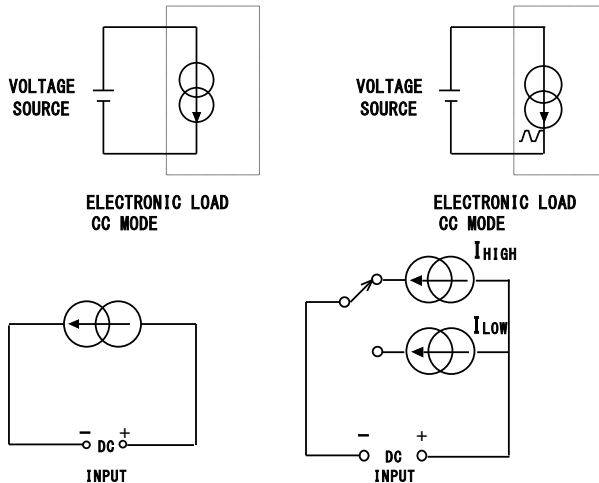 VOLTAGE
SOURCE
ELECTRONIC LOAD
CC MODE
VOLTAGE
SOURCE
ELECTRONIC LOAD
CC MODE
− DC +
INPUT
IHIGH
ILOW
− DC +
INPUT